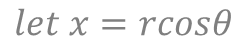 let x = rcosθ